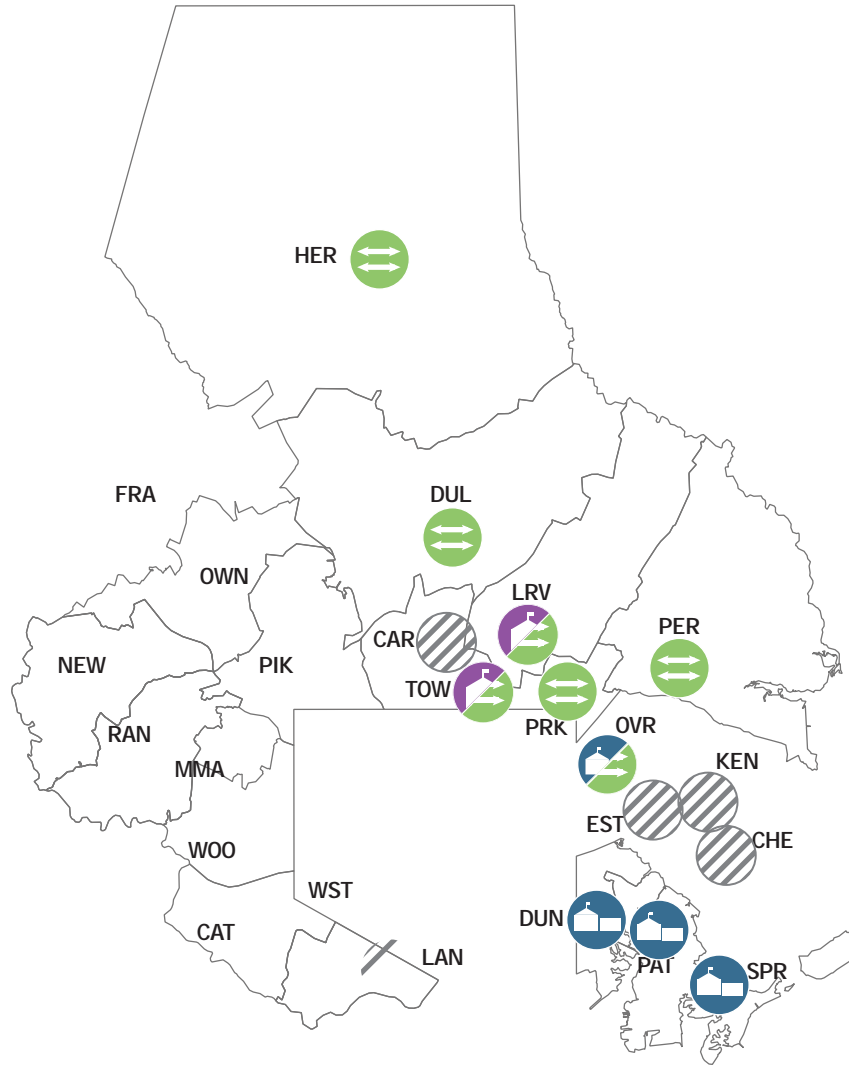 HER
FRA
DUL
OWN
LRV
CAR
PER
NEW
PIK
TOW
OVR
PRK
RAN
KEN
MMA
EST
CHE
WOO
WST
DUN
CAT
LAN
PAT
SPR